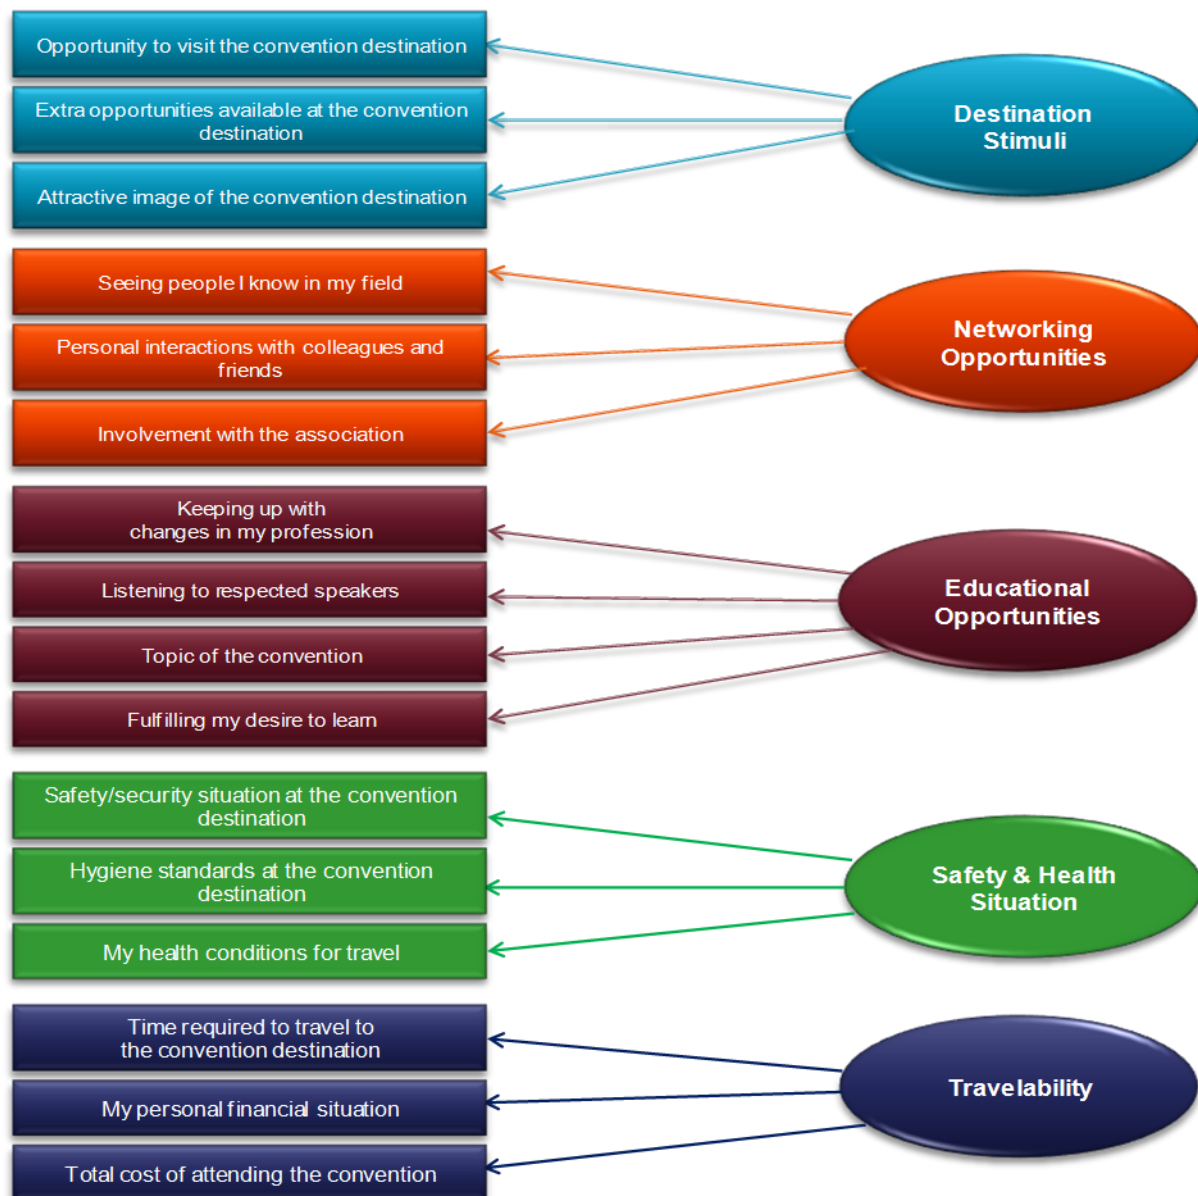 Opportunity to visit the convention destination
Extra opportunities available at the convention
destination
Attractive image of the convention destination
Destination
Stimuli
Seeing people I know in my field
Personal interactions with colleagues and
friends
Involvement with the association
Networking
Opportunities
Keeping up with
changes in my profession
Listening to respected speakers
Topic of the convention
Fulfilling my desire to learn
Educational
Opportunities
Safety/security situation at the convention
destination
Hygiene standards at the convention
destination
My health conditions for travel
Safety & Health
Situation
Time required to travel to
the convention destination
My personal financial situation
Total cost of attending the convention
Travelability